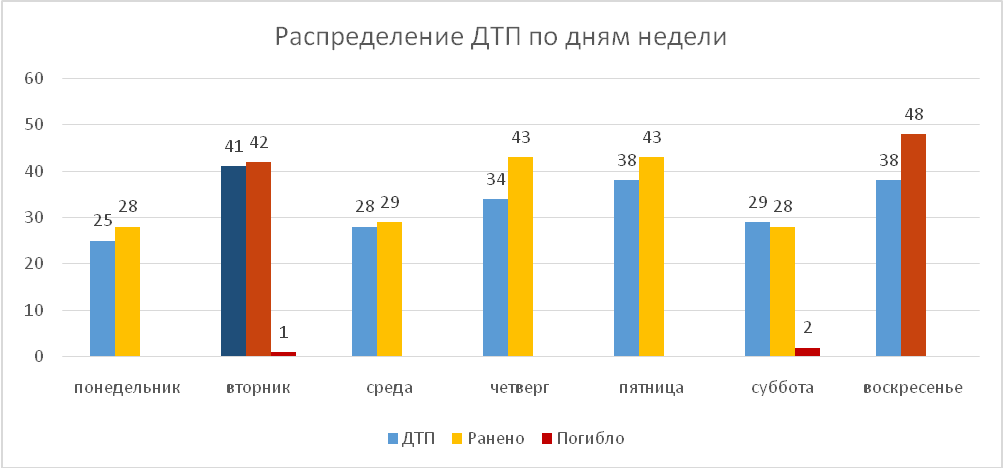 Распределение ДТП по дням недели
60
50
40
30
20
10
0
25 28
41 42 1
28 29
34 43
38 43
29 28 2
38 48
понедельник вторник среда четверг пятница суббота воскресенье
ДТП Ранено Погибло